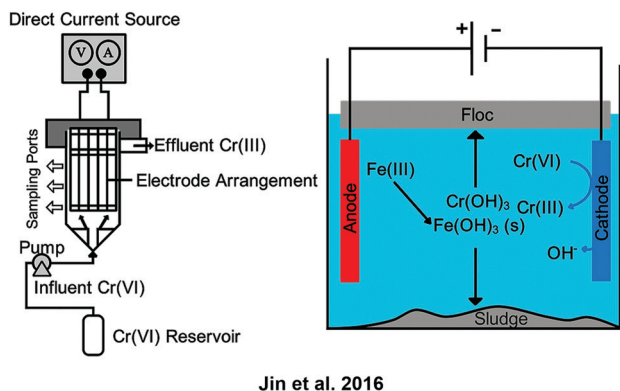 Direct Current Source
V A
Effluent Cr(III)
Sampling Ports
Electrode Arrangement
Pump
Influent Cr(VI)
Cr(VI) Reservoir
+ −
Floc
Anode
Fe(III)
Cr(OH)₃
Fe(OH)₃ (s)
Cr(VI)
Cr(III)
OH⁻
Cathode
Sludge
Jin et al. 2016